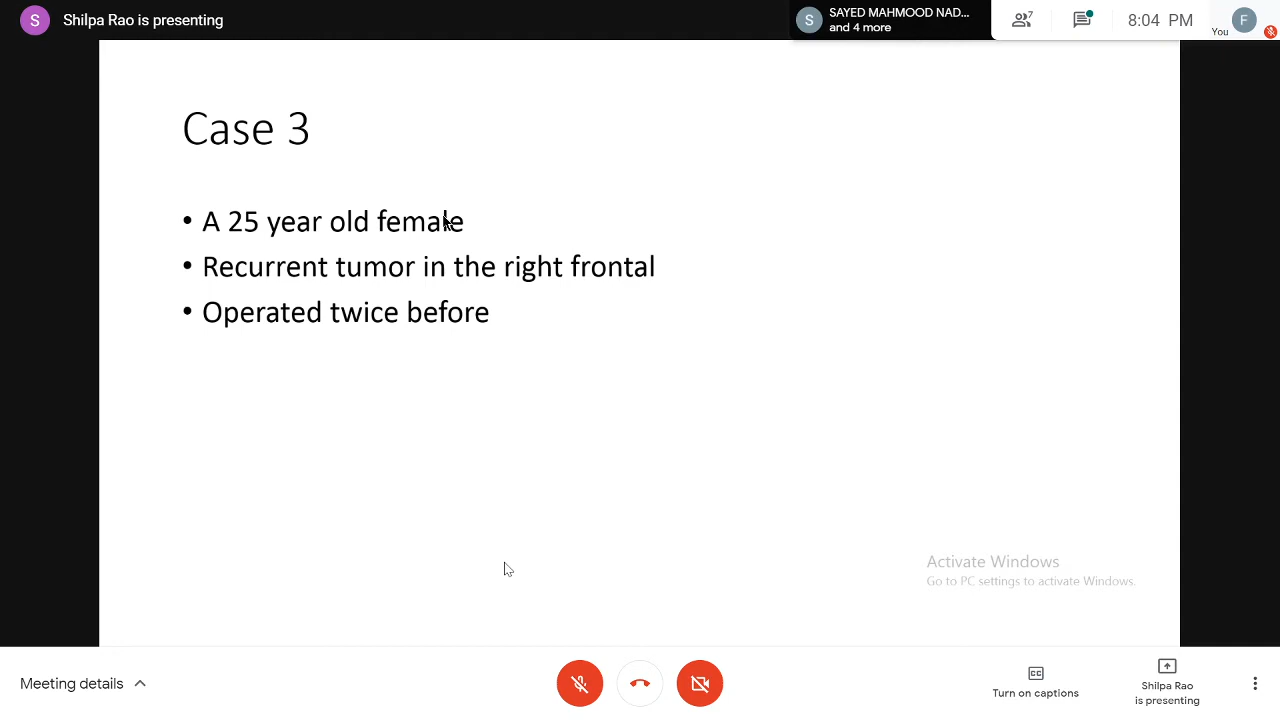 S Shilpa Rao is presenting
S SAYED MAHMOOD NAD...
and 4 more
7
8:04 PM
You F
Case 3
• A 25 year old female
• Recurrent tumor in the right frontal
• Operated twice before
Activate Windows
Go to PC settings to activate Windows.
Meeting details
CC
Turn on captions
Shilpa Rao
is presenting